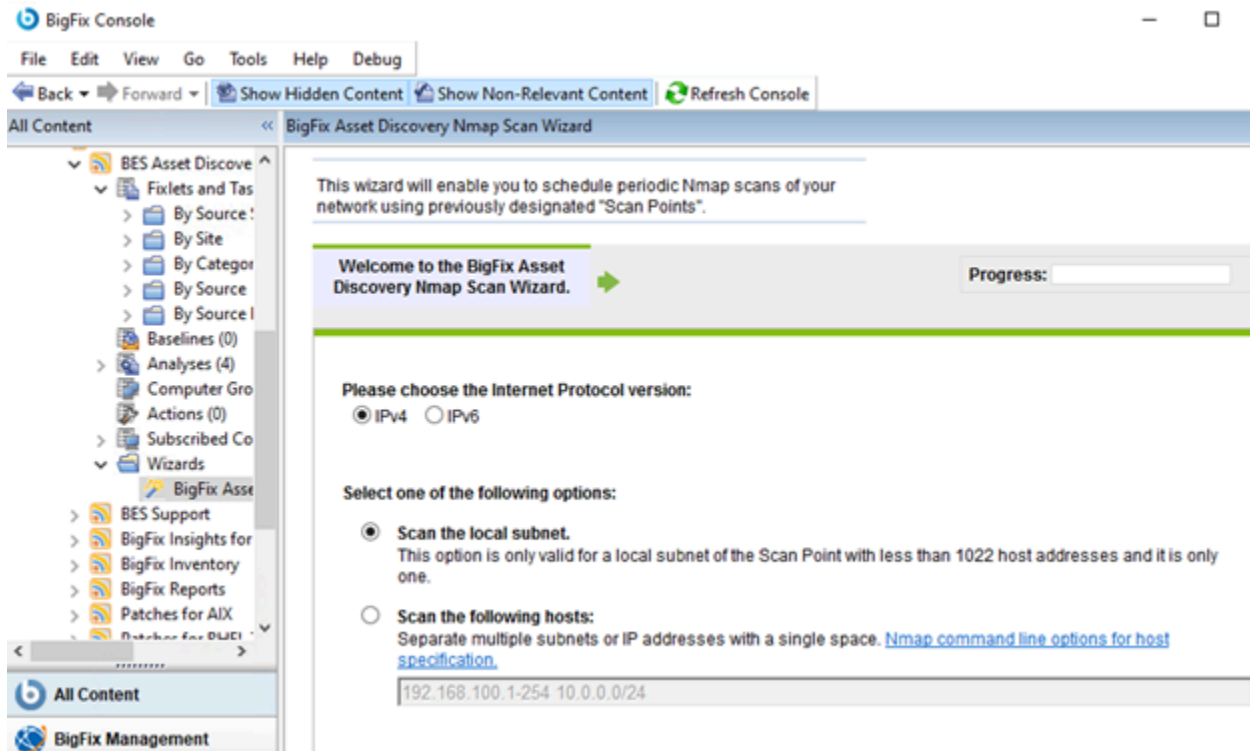 BigFix Console
File Edit View Go Tools Help Debug
Back Forward Show Hidden Content Show Non-Relevant Content Refresh Console
All Content
BES Asset Discove
Fixlets and Tas
By Source
By Site
By Categor
By Source
By Source
Baselines (0)
Analyses (4)
Computer Gro
Actions (0)
Subscribed Co
Wizards
BigFix Asse
BES Support
BigFix Insights for
BigFix Inventory
BigFix Reports
Patches for AIX
Patches for RHEL
All Content
BigFix Management
BigFix Asset Discovery Nmap Scan Wizard
This wizard will enable you to schedule periodic Nmap scans of your
network using previously designated "Scan Points".
Welcome to the BigFix Asset
Discovery Nmap Scan Wizard.
Progress:
Please choose the Internet Protocol version:
IPv4 IPv6
Select one of the following options:
Scan the local subnet.
This option is only valid for a local subnet of the Scan Point with less than 1022 host addresses and it is only
one.
Scan the following hosts:
Separate multiple subnets or IP addresses with a single space. Nmap command line options for host
specification.
192.168.100.1-254 10.0.0.0/24